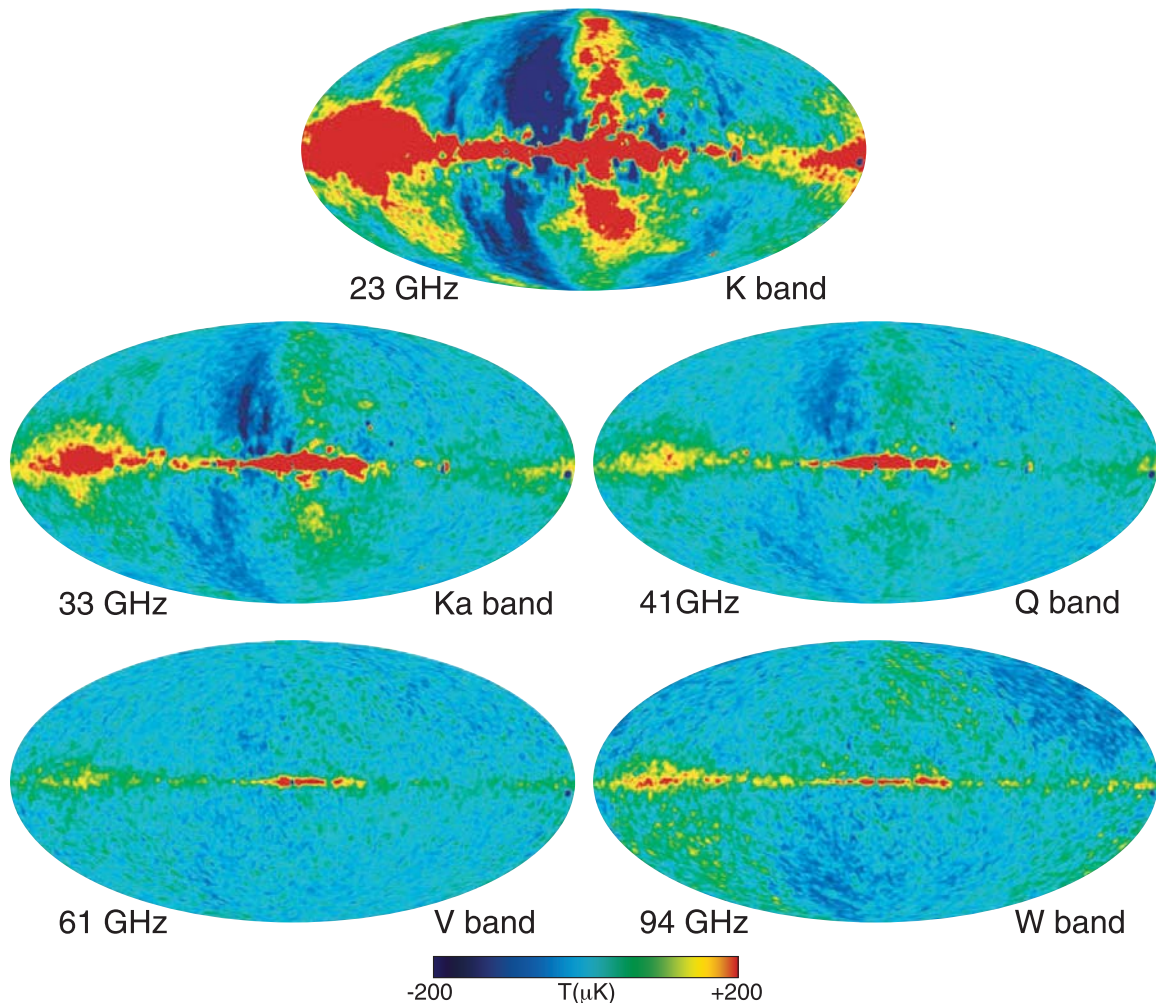 23 GHz K band
33 GHz Ka band
41GHz Q band
61 GHz V band
94 GHz W band
-200 T(μK) +200